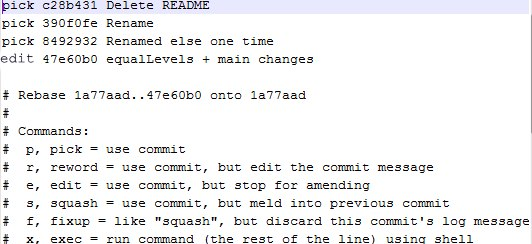 pick c28b431 Delete README
pick 390f0fe Rename
pick 8492932 Renamed else one time
edit 47e60b0 equalLevels + main changes
# Rebase 1a77aad..47e60b0 onto 1a77aad
#
# Commands:
#  p, pick = use commit
#  r, reword = use commit, but edit the commit message
#  e, edit = use commit, but stop for amending
#  s, squash = use commit, but meld into previous commit
#  f, fixup = like "squash", but discard this commit's log message
#  x, exec = run command (the rest of the line) using shell